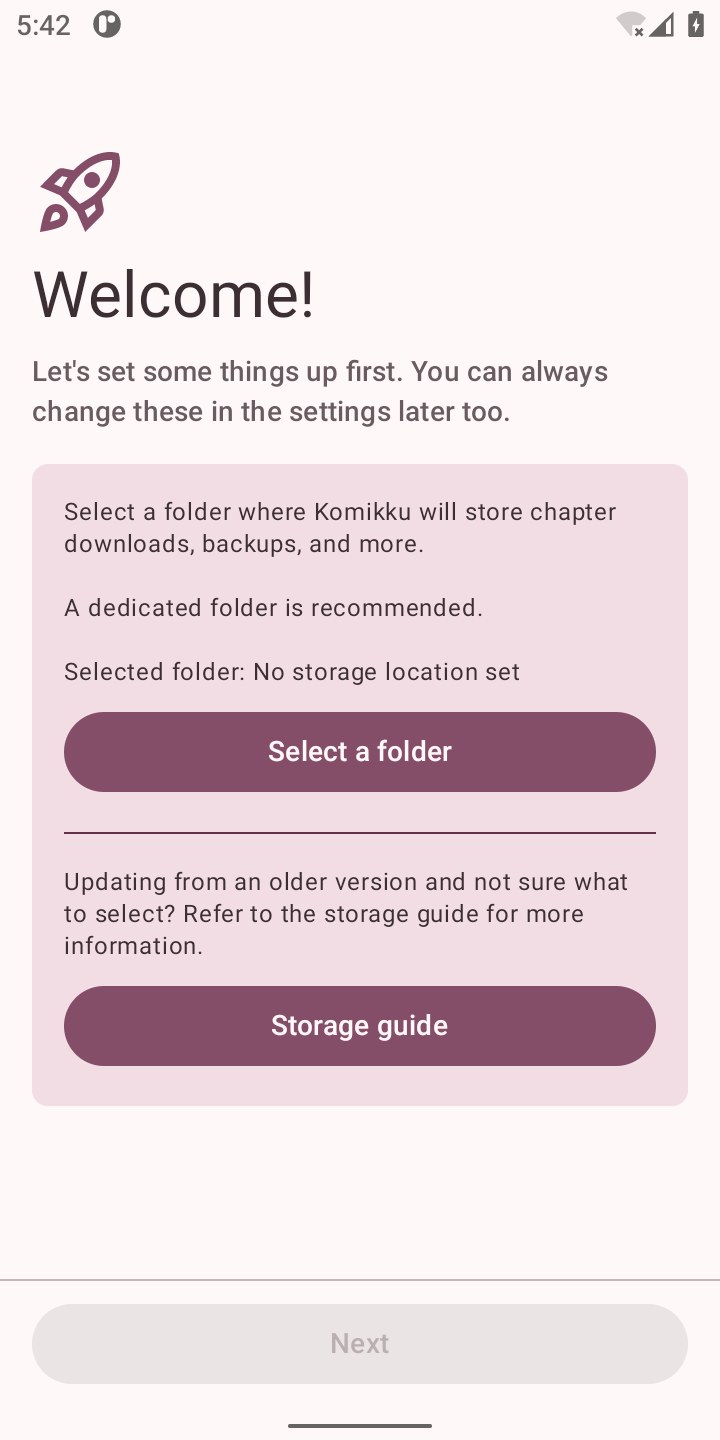 5:42
Welcome!
Let's set some things up first. You can always
change these in the settings later too.
Select a folder where Komikku will store chapter
downloads, backups, and more.
A dedicated folder is recommended.
Selected folder: No storage location set
Select a folder
Updating from an older version and not sure what
to select? Refer to the storage guide for more
information.
Storage guide
Next